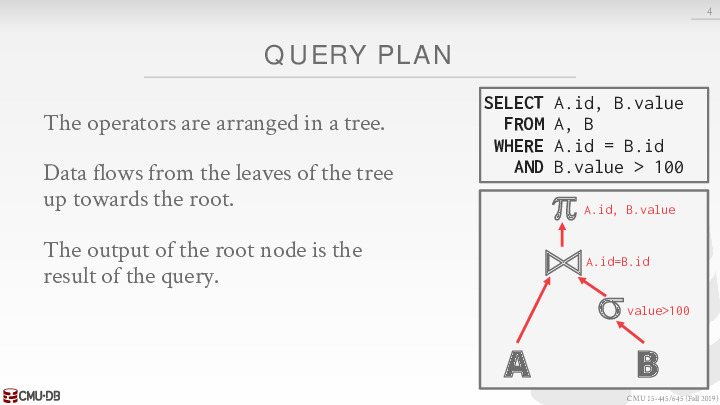 4
QUERY PLAN
The operators are arranged in a tree.
Data flows from the leaves of the tree
up towards the root.
The output of the root node is the
result of the query.
SELECT A.id, B.value
FROM A, B
WHERE A.id = B.id
AND B.value > 100
π A.id, B.value
⋈ A.id=B.id
σ value>100
A B
CMU·DB
CMU 15-445/645 (Fall 2019)